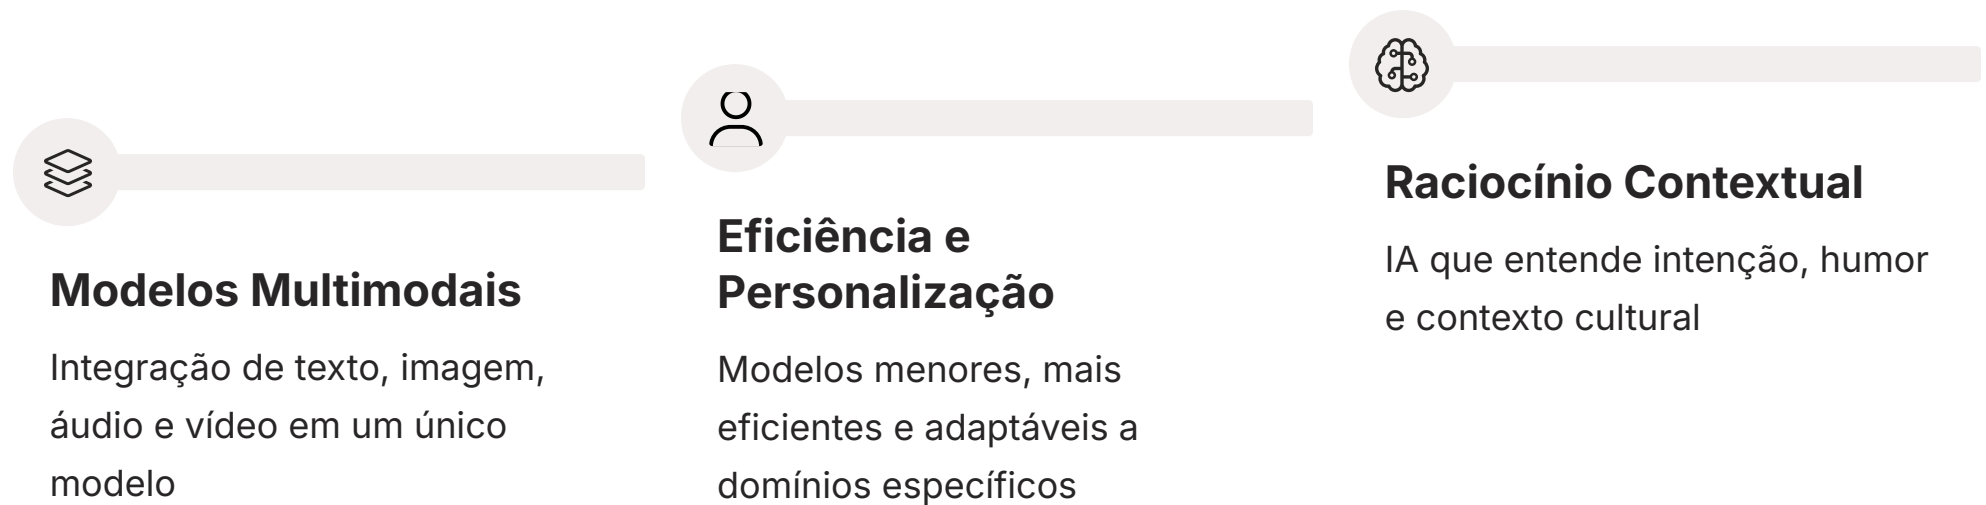 Modelos Multimodais
Integração de texto, imagem,
áudio e vídeo em um único
modelo
Eficiência e
Personalização
Modelos menores, mais
eficientes e adaptáveis a
domínios específicos
Raciocínio Contextual
IA que entende intenção, humor
e contexto cultural